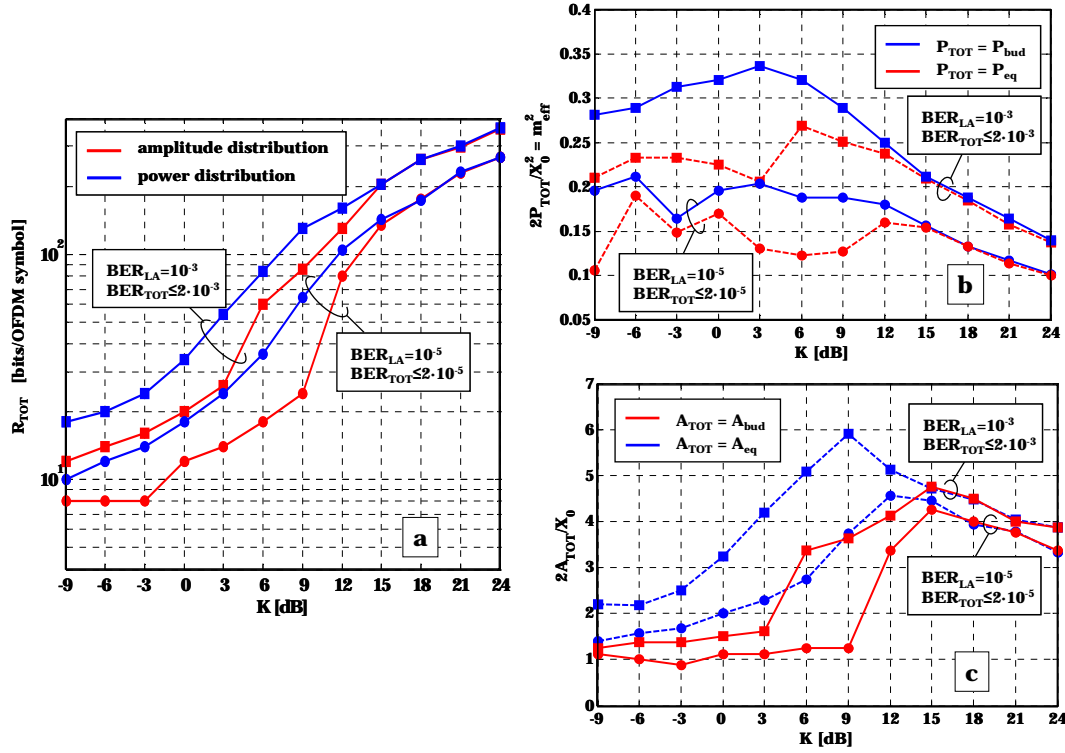 R_TOT [bits/OFDM symbol]
10²
10¹
amplitude distribution
power distribution
BER_LA=10⁻³
BER_TOT≤2·10⁻³
BER_LA=10⁻⁵
BER_TOT≤2·10⁻⁵
a
-9 -6 -3 0 3 6 9 12 15 18 21 24
K [dB]
2P_TOT/X₀² = m²_eff
0.4
0.35
0.3
0.25
0.2
0.15
0.1
0.05
P_TOT = P_bud
P_TOT = P_eq
BER_LA=10⁻³
BER_TOT≤2·10⁻³
BER_LA=10⁻⁵
BER_TOT≤2·10⁻⁵
b
-9 -6 -3 0 3 6 9 12 15 18 21 24
K [dB]
2A_TOT/X₀
7
6
5
4
3
2
1
0
A_TOT = A_bud
A_TOT = A_eq
BER_LA=10⁻³
BER_TOT≤2·10⁻³
BER_LA=10⁻⁵
BER_TOT≤2·10⁻⁵
c
-9 -6 -3 0 3 6 9 12 15 18 21 24
K [dB]